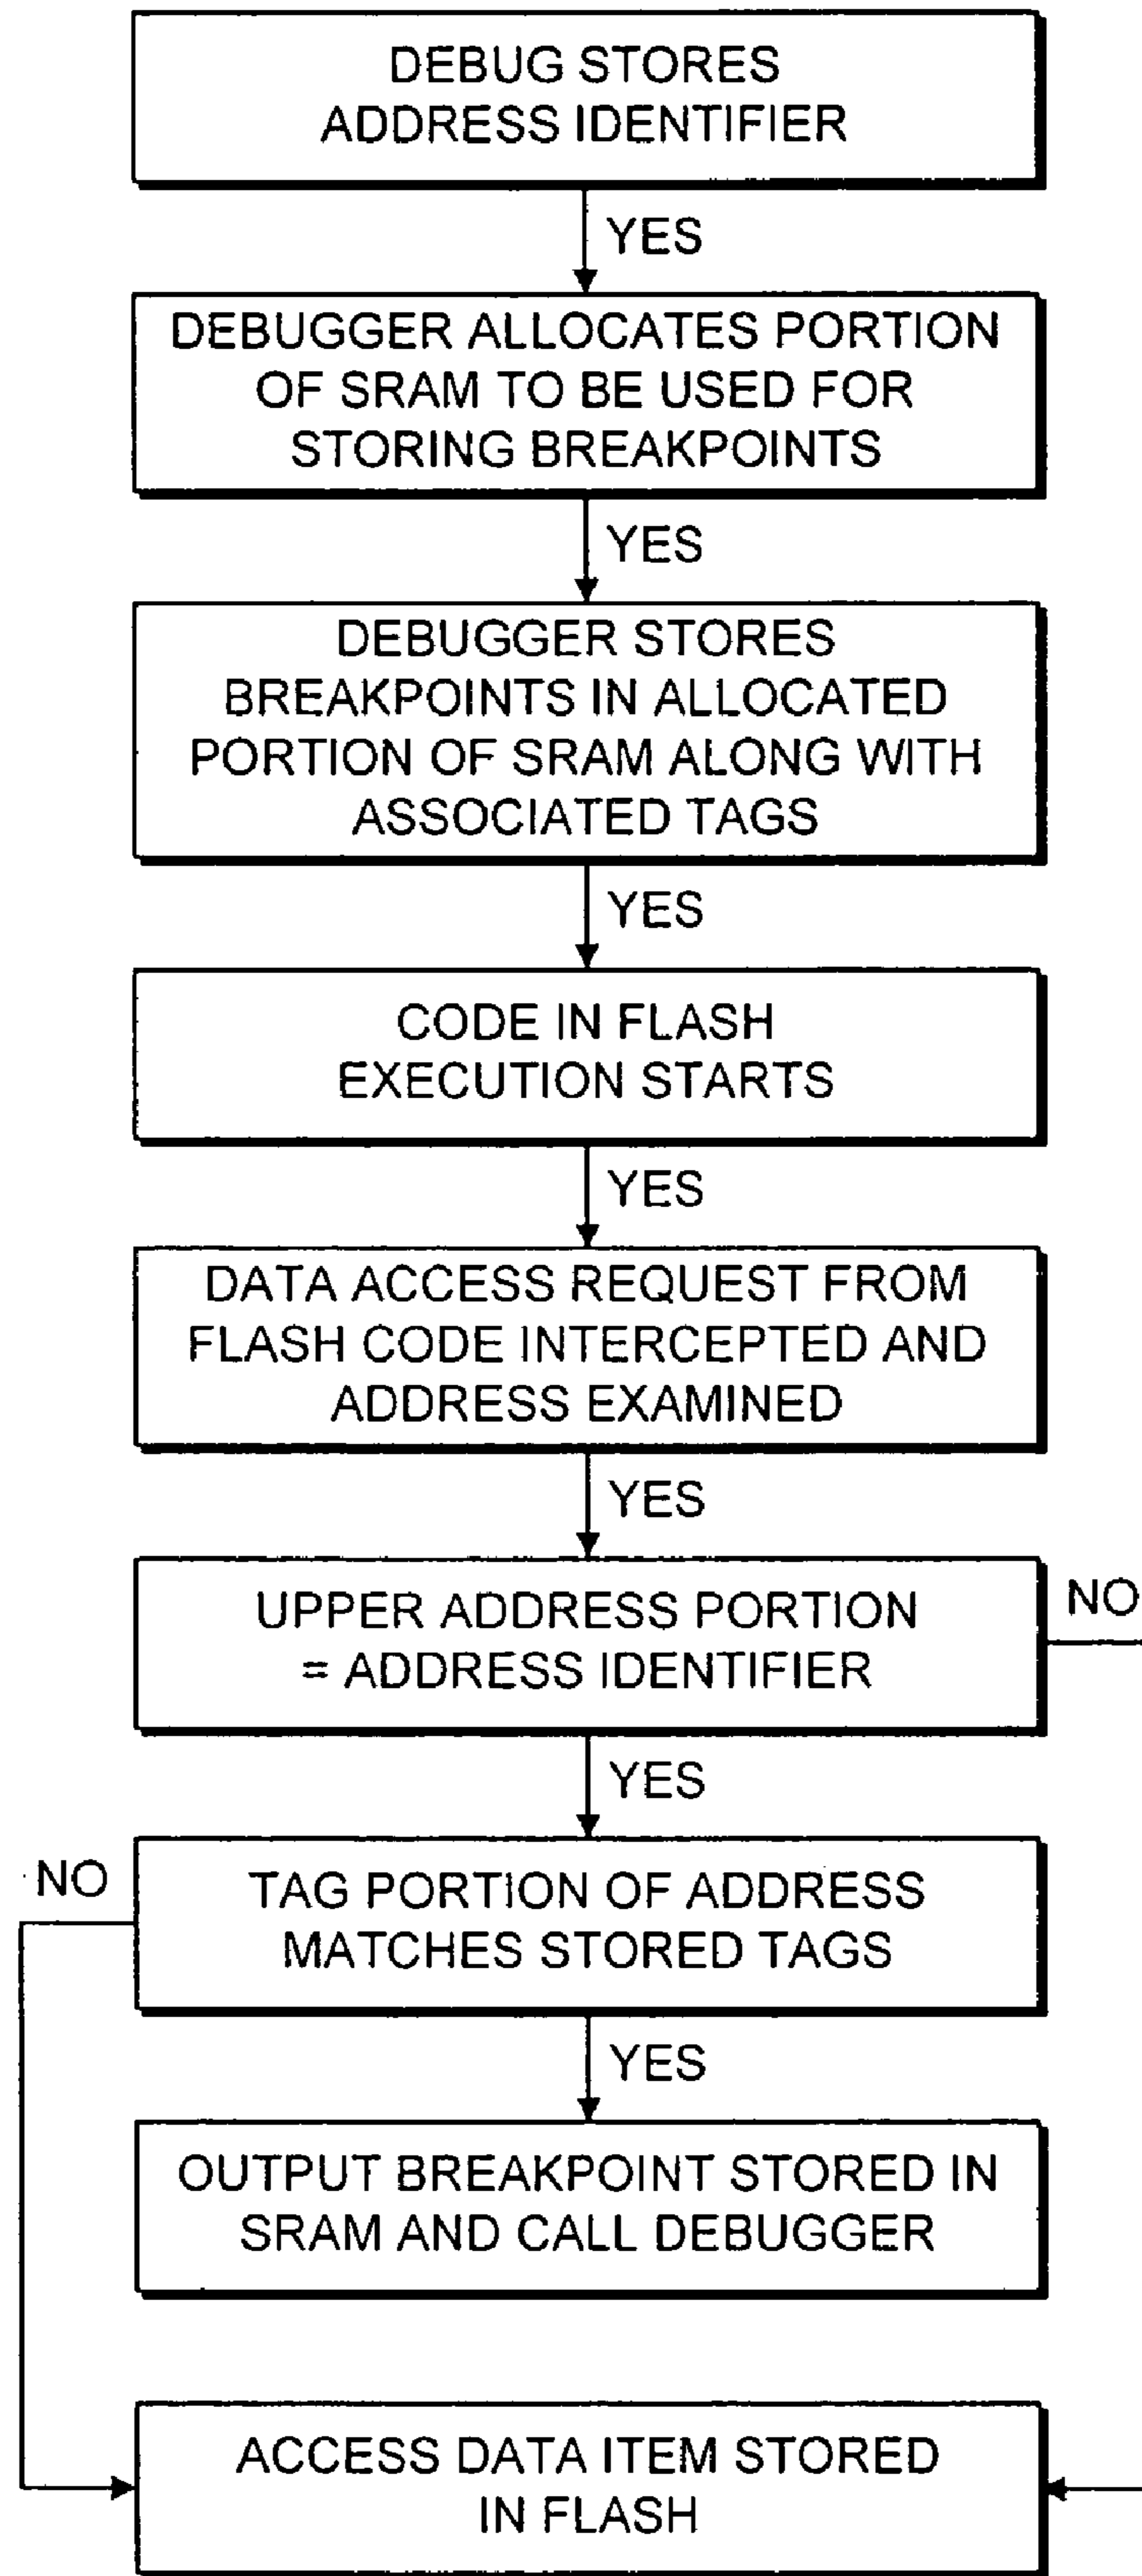 DEBUG STORES
ADDRESS IDENTIFIER
YES
DEBUGGER ALLOCATES PORTION
OF SRAM TO BE USED FOR
STORING BREAKPOINTS
YES
DEBUGGER STORES
BREAKPOINTS IN ALLOCATED
PORTION OF SRAM ALONG WITH
ASSOCIATED TAGS
YES
CODE IN FLASH
EXECUTION STARTS
YES
DATA ACCESS REQUEST FROM
FLASH CODE INTERCEPTED AND
ADDRESS EXAMINED
YES
UPPER ADDRESS PORTION
= ADDRESS IDENTIFIER
NO
YES
NO
TAG PORTION OF ADDRESS
MATCHES STORED TAGS
YES
OUTPUT BREAKPOINT STORED IN
SRAM AND CALL DEBUGGER
ACCESS DATA ITEM STORED
IN FLASH